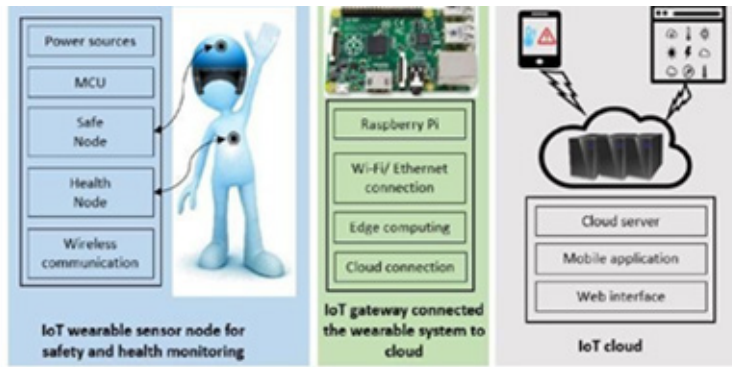 Power sources
MCU
Safe
Node
Health
Node
Wireless
communication
IoT wearable sensor node for
safety and health monitoring
Raspberry Pi
Wi-Fi/ Ethernet
connection
Edge computing
Cloud connection
IoT gateway connected
the wearable system to
cloud
Cloud server
Mobile application
Web interface
IoT cloud